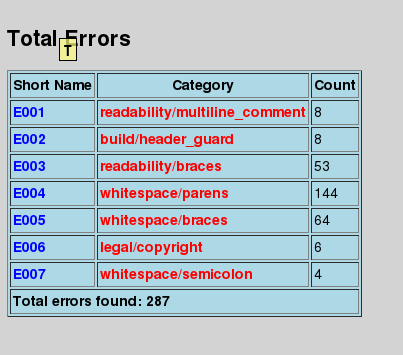 Total Errors
T
Short Name Category Count
E001 readability/multiline_comment 8
E002 build/header_guard 8
E003 readability/braces 53
E004 whitespace/parens 144
E005 whitespace/braces 64
E006 legal/copyright 6
E007 whitespace/semicolon 4
Total errors found: 287